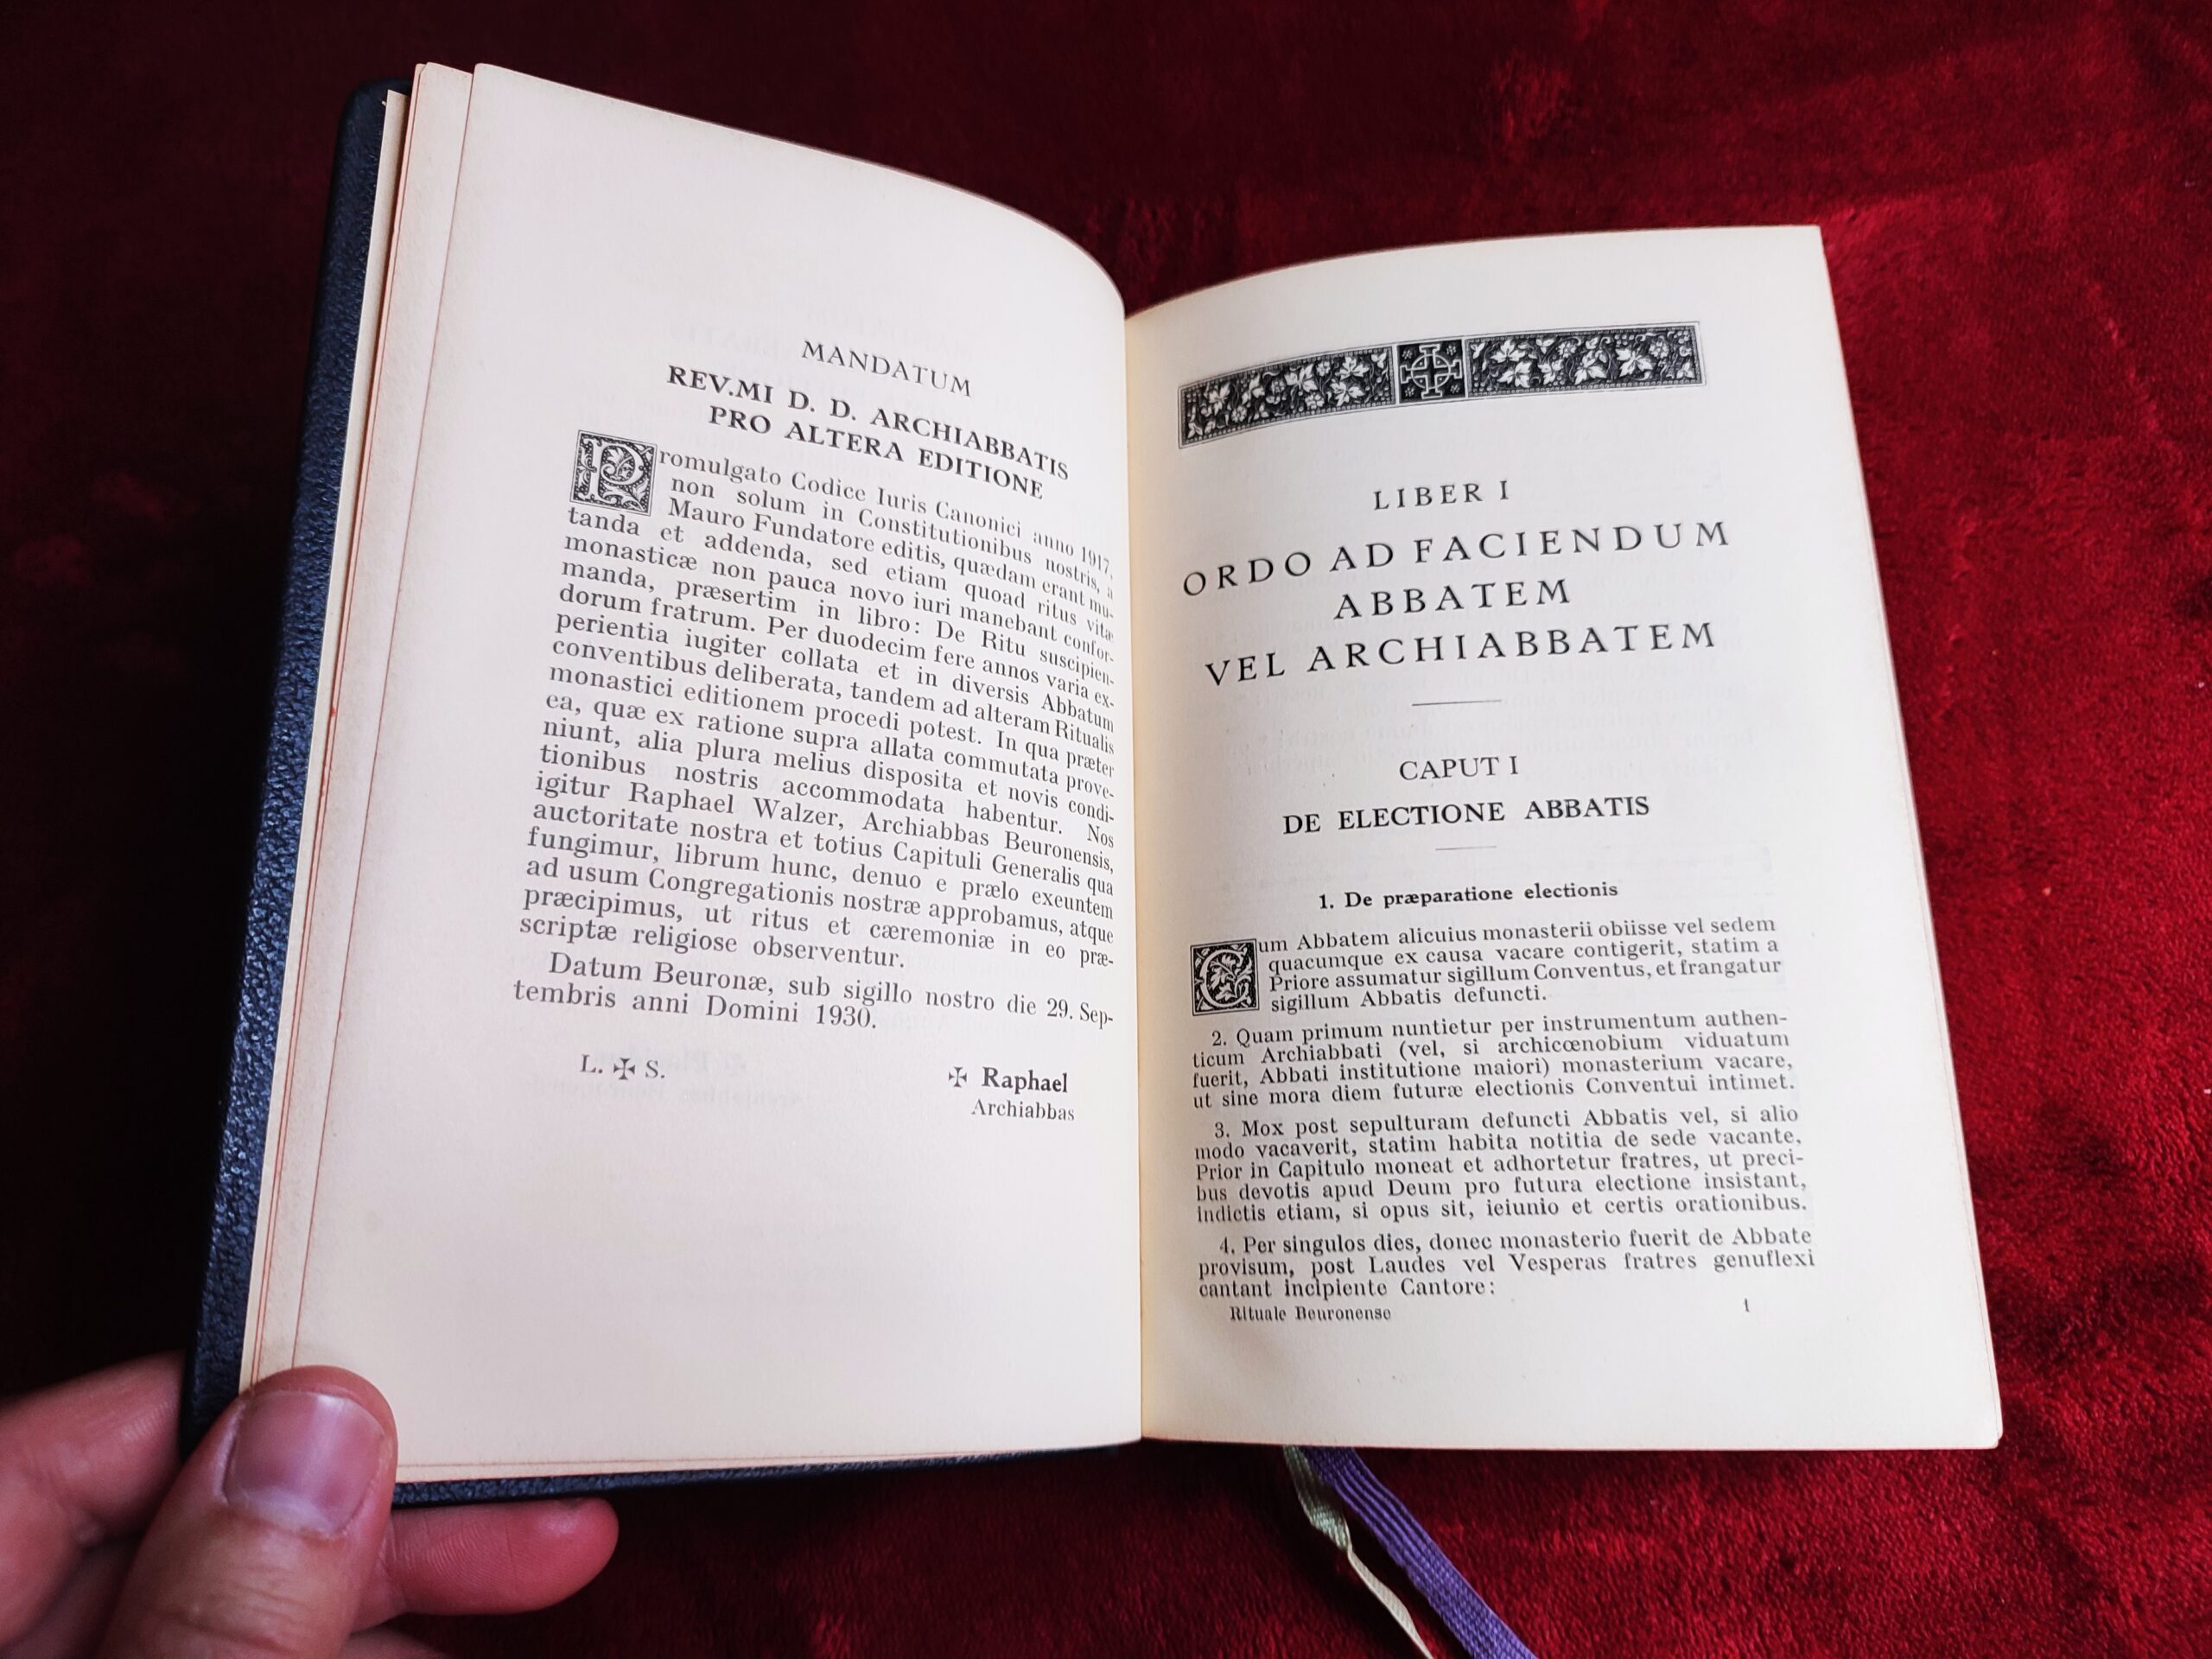 MANDATUM
REV.MI D. D. ARCHIABBATIS
PRO ALTERA EDITIONE
Promulgato Codice Iuris Canonici anno 1917,
non solum in Constitutionibus nostris, a
Mauro Fundatore editis, quædam erant mu-
tanda et addenda, sed etiam quoad ritus vitæ
monasticæ non pauca novo iuri manebant confor-
manda, præsertim in libro: De Ritu suscipien-
dorum fratrum. Per duodecim fere annos varia ex-
perientia iugiter collata et in diversis Abbatum
conventibus deliberata, tandem ad alteram Ritualis
monastici editionem procedi potest. In qua præter
ea, quæ ex ratione supra allata commutata prove-
niunt, alia plura melius disposita et novis condi-
tionibus nostris accommodata habentur. Nos
igitur Raphael Walzer, Archiabbas Beuronensis,
auctoritate nostra et totius Capituli Generalis qua
fungimur, librum hunc, denuo e prælo exeuntem
ad usum Congregationis nostræ approbamus, atque
præcipimus, ut ritus et cæremoniæ in eo præ-
scriptæ religiose observentur.
Datum Beuronæ, sub sigillo nostro die 29. Sep-
tembris anni Domini 1930.
L. ✠ S.
✠ Raphael
Archiabbas
LIBER I
ORDO AD FACIENDUM
ABBATEM
VEL ARCHIABBATEM
CAPUT I
DE ELECTIONE ABBATIS
1. De præparatione electionis
Cum Abbatem alicuius monasterii obiisse vel sedem
quacumque ex causa vacare contigerit, statim a
Priore assumatur sigillum Conventus, et frangatur
sigillum Abbatis defuncti.
2. Quam primum nuntietur per instrumentum authen-
ticum Archiabbati (vel, si archicœnobium viduatum
fuerit, Abbati institutione maiori) monasterium vacare,
ut sine mora diem futuræ electionis Conventui intimet.
3. Mox post sepulturam defuncti Abbatis vel, si alio
modo vacaverit, statim habita notitia de sede vacante,
Prior in Capitulo moneat et adhortetur fratres, ut preci-
bus devotis apud Deum pro futura electione insistant,
indictis etiam, si opus sit, ieiunio et certis orationibus.
4. Per singulos dies, donec monasterio fuerit de Abbate
provisum, post Laudes vel Vesperas fratres genuflexi
cantant incipiente Cantore:
Rituale Beuronense
1